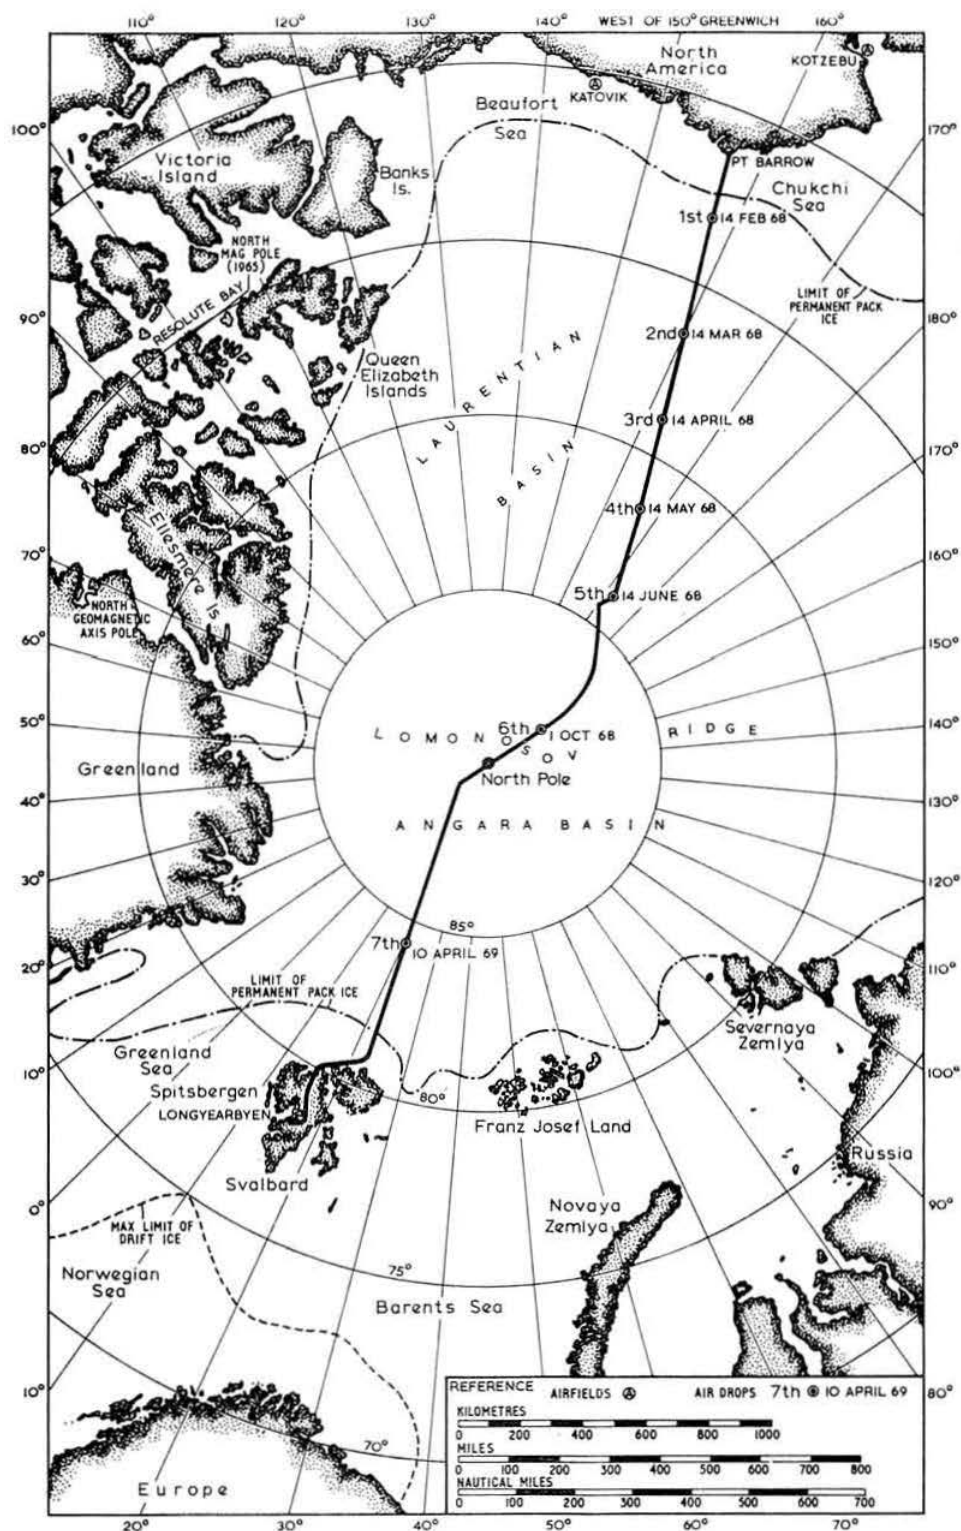 110°
120°
130°
140°
WEST OF 150° GREENWICH
160°
North
America
KOTZEBU
KATOVIK
Beaufort
Sea
100°
170°
Victoria
Island
Banks
Is.
PT BARROW
Chukchi
Sea
1st 14 FEB 68
NORTH
MAG POLE
(1965)
RESOLUTE BAY
LIMIT OF
PERMANENT PACK
ICE
90°
180°
2nd 14 MAR 68
Queen
Elizabeth
Islands
LAURENTIAN
BASIN
3rd 14 APRIL 68
80°
170°
4th 14 MAY 68
Ellesmere Is
70°
160°
5th 14 JUNE 68
NORTH
GEOMAGNETIC
AXIS POLE
60°
150°
50°
140°
6th 1 OCT 68
LOMONOSOV RIDGE
North Pole
Greenland
40°
130°
ANGARA BASIN
30°
120°
85°
7th 10 APRIL 69
20°
110°
LIMIT OF
PERMANENT PACK ICE
Severnaya
Zemlya
Greenland
Sea
10°
100°
Spitsbergen
80°
LONGYEARBYEN
Franz Josef Land
Russia
Svalbard
0°
90°
Novaya
Zemlya
MAX LIMIT OF
DRIFT ICE
Norwegian
Sea
75°
Barents Sea
10°
80°
REFERENCE AIRFIELDS AIR DROPS 7th 10 APRIL 69
KILOMETRES
0 200 400 600 800 1000
MILES
0 100 200 300 400 500 600 700 800
NAUTICAL MILES
0 100 200 300 400 500 600 700
70°
Europe
20°
30°
40°
50°
60°
70°